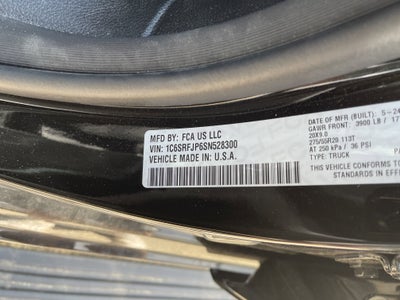 MFD BY: FCA US LLC
VIN: 1C6SRFJP6SN528300
VEHICLE MADE IN U.S.A.
DATE OF MFR (BUILT): 5-24
GAWR FRONT: 3900 LB / 17
20X9.0
275/55R20 113T
AT 250 kPa / 36 PSI
TYPE: TRUCK
THIS VEHICLE CONFORMS TO
STANDARDS IN EFFE